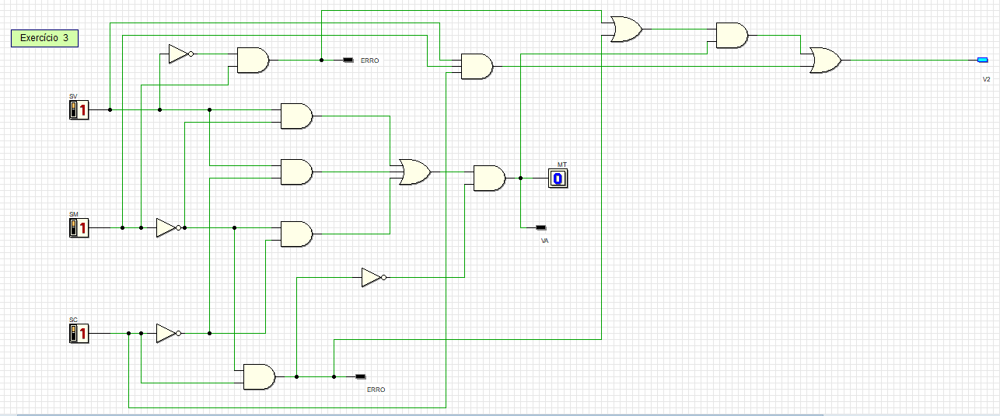 Exercício 3
ERRO
V2
SV
1
MT
0
SM
1
VA
SC
1
ERRO